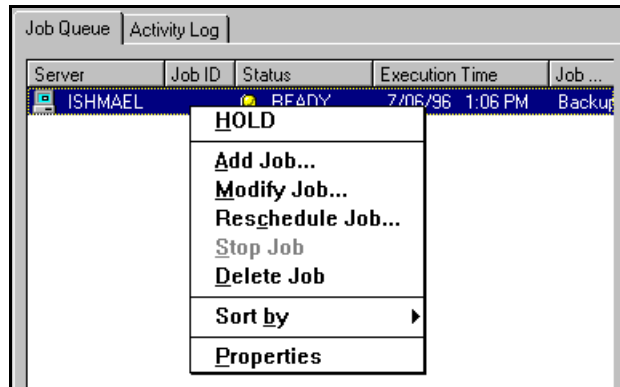 Job Queue Activity Log
Server Job ID Status Execution Time Job ...
ISHMAEL READY 7/06/96 1:06 PM Backup
HOLD
Add Job...
Modify Job...
Reschedule Job...
Stop Job
Delete Job
Sort by
Properties